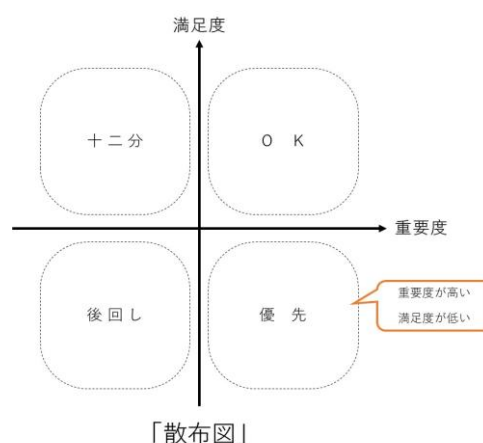 満足度
十二分
OK
重要度
後回し
優先
重要度が高い
満足度が低い
「散布図」